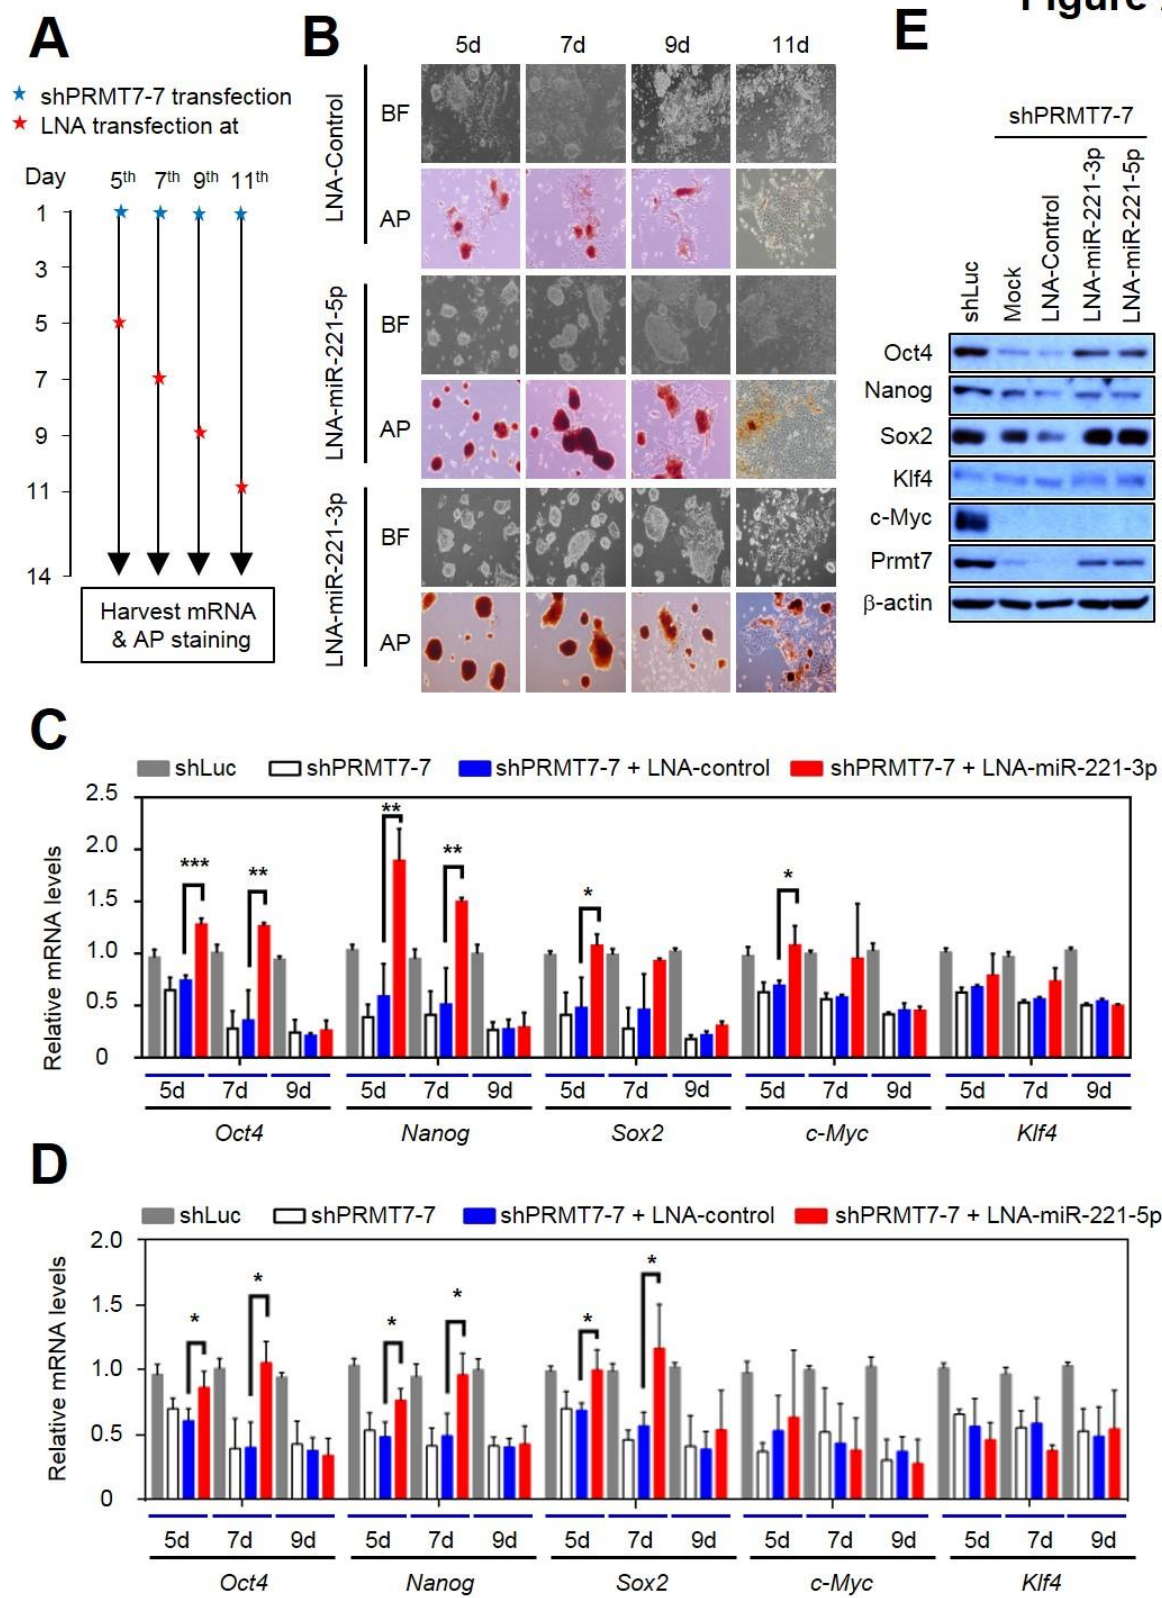 Figure
A
shPRMT7-7 transfection
LNA transfection at
Day 5th 7th 9th 11th
1
3
5
7
9
11
14
Harvest mRNA
& AP staining
B
5d 7d 9d 11d
LNA-Control
BF
AP
LNA-miR-221-5p
BF
AP
LNA-miR-221-3p
BF
AP
E
shPRMT7-7
shLuc
Mock
LNA-Control
LNA-miR-221-3p
LNA-miR-221-5p
Oct4
Nanog
Sox2
Klf4
c-Myc
Prmt7
β-actin
C
shLuc shPRMT7-7 shPRMT7-7 + LNA-control shPRMT7-7 + LNA-miR-221-3p
Relative mRNA levels
2.5
2.0
1.5
1.0
0.5
0
*** ** ** ** * *
5d 7d 9d 5d 7d 9d 5d 7d 9d 5d 7d 9d 5d 7d 9d
Oct4 Nanog Sox2 c-Myc Klf4
D
shLuc shPRMT7-7 shPRMT7-7 + LNA-control shPRMT7-7 + LNA-miR-221-5p
Relative mRNA levels
2.0
1.5
1.0
0.5
0
* * * * * *
5d 7d 9d 5d 7d 9d 5d 7d 9d 5d 7d 9d 5d 7d 9d
Oct4 Nanog Sox2 c-Myc Klf4